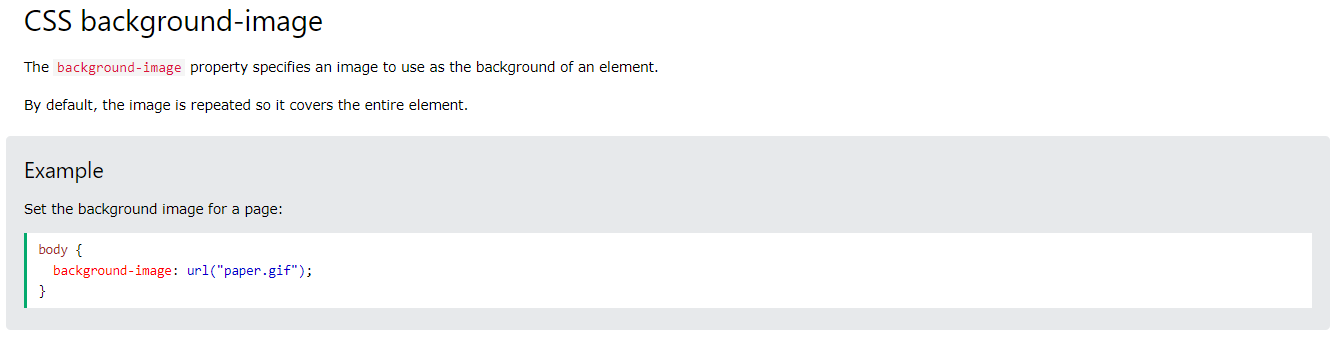 CSS background-image
The background-image property specifies an image to use as the background of an element.
By default, the image is repeated so it covers the entire element.
Example
Set the background image for a page:
body {
  background-image: url("paper.gif");
}